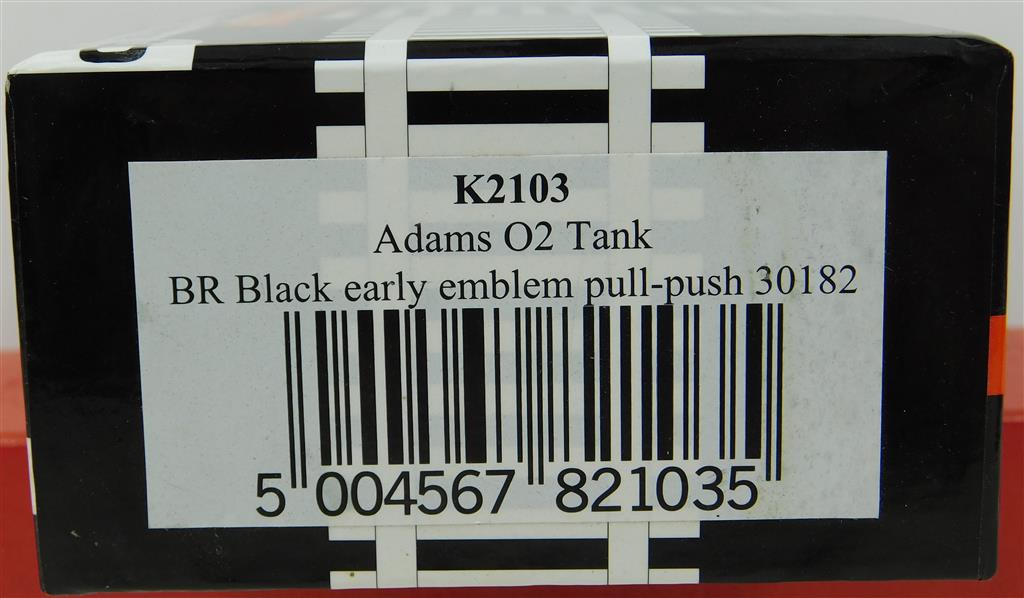 K2103
Adams O2 Tank
BR Black early emblem pull-push 30182
5 004567 821035